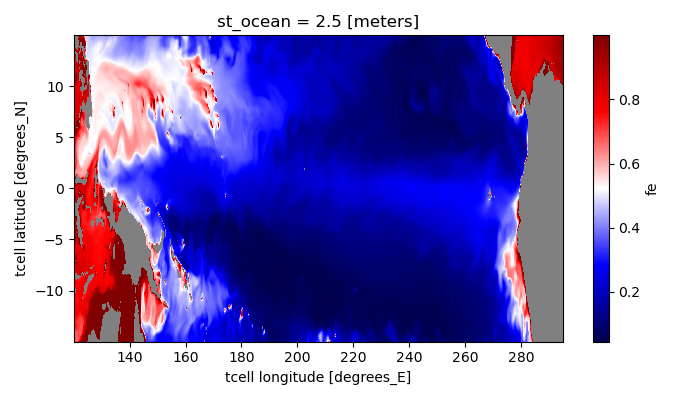 st_ocean = 2.5 [meters]
10
5
0
−5
−10
tcell latitude [degrees_N]
140 160 180 200 220 240 260 280
tcell longitude [degrees_E]
0.8
0.6
0.4
0.2
fe